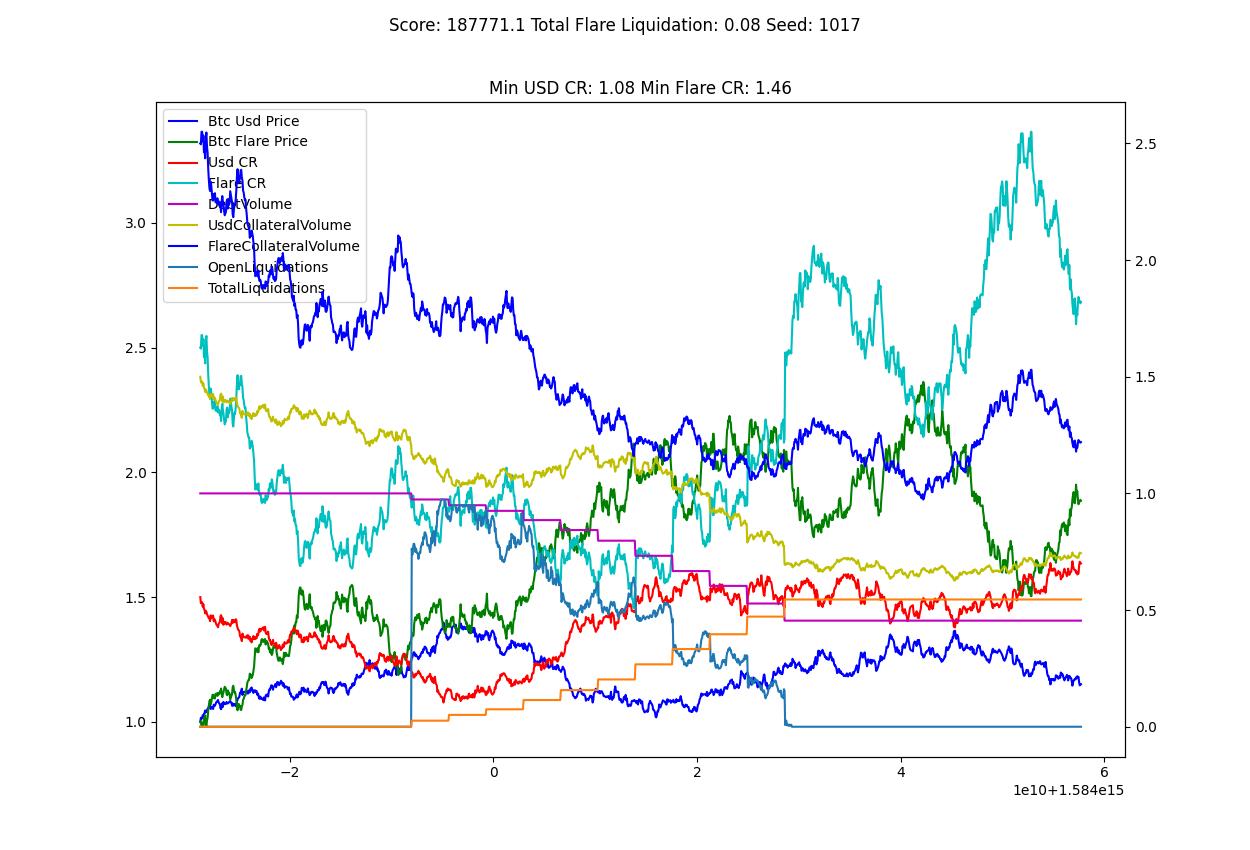 Score: 187771.1 Total Flare Liquidation: 0.08 Seed: 1017
Min USD CR: 1.08 Min Flare CR: 1.46
Btc Usd Price
Btc Flare Price
Usd CR
Flare CR
DebtVolume
UsdCollateralVolume
FlareCollateralVolume
OpenLiquidations
TotalLiquidations
3.0
2.5
2.0
1.5
1.0
2.5
2.0
1.5
1.0
0.5
0.0
−2
0
2
4
6
1e10+1.584e15